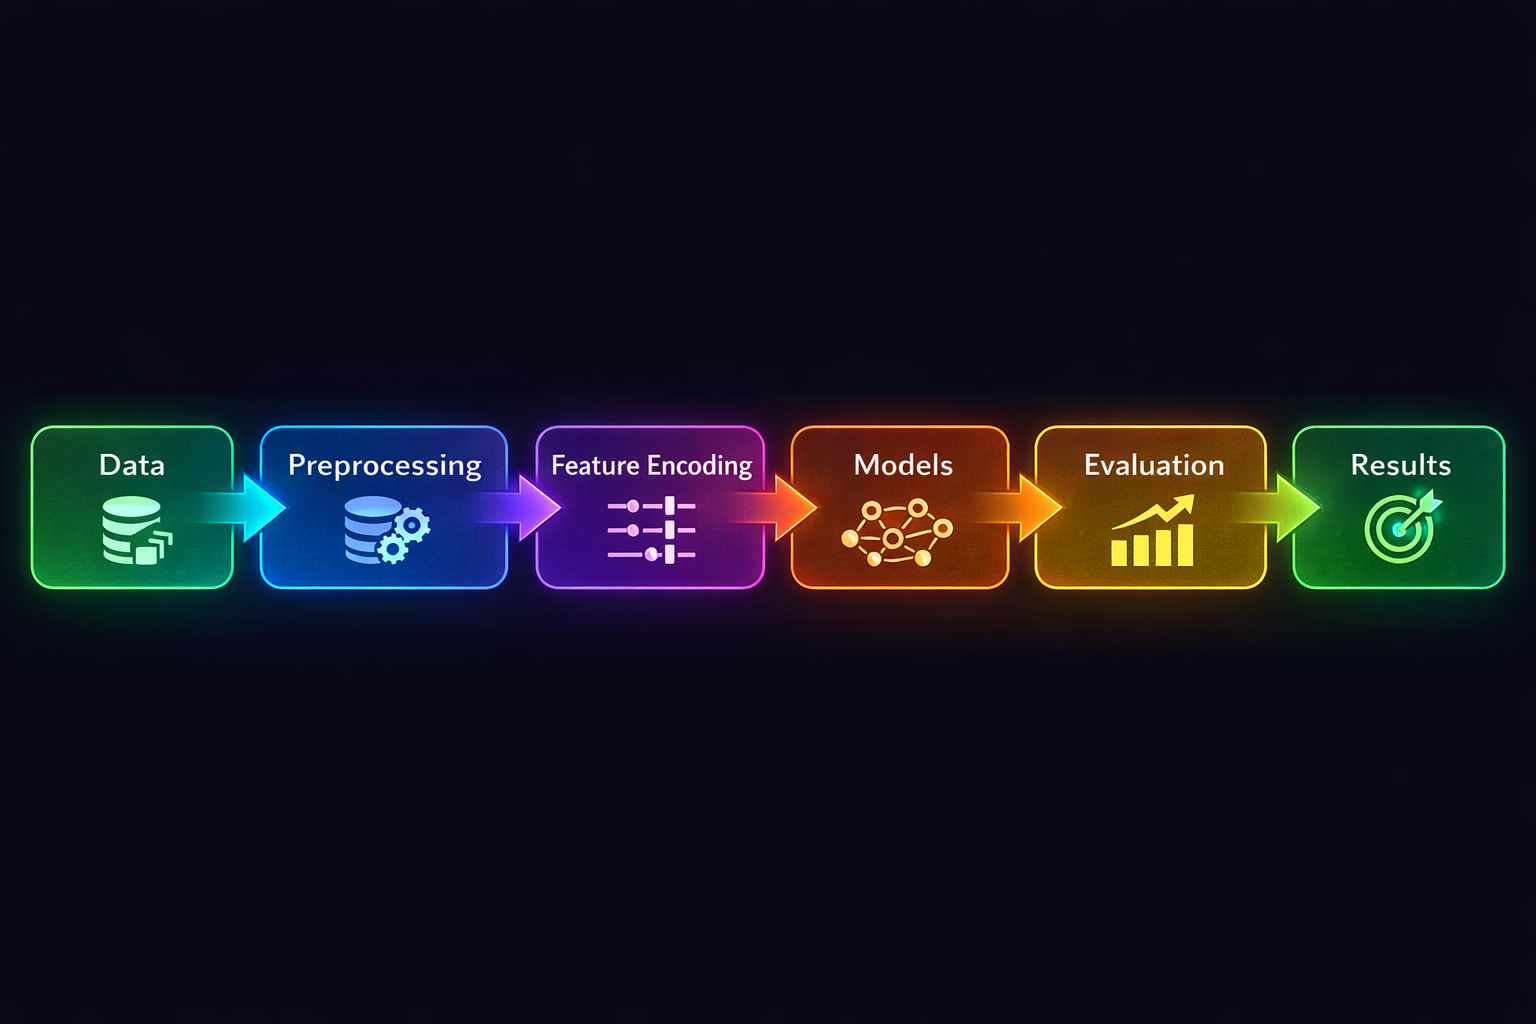 Data
Preprocessing
Feature Encoding
Models
Evaluation
Results